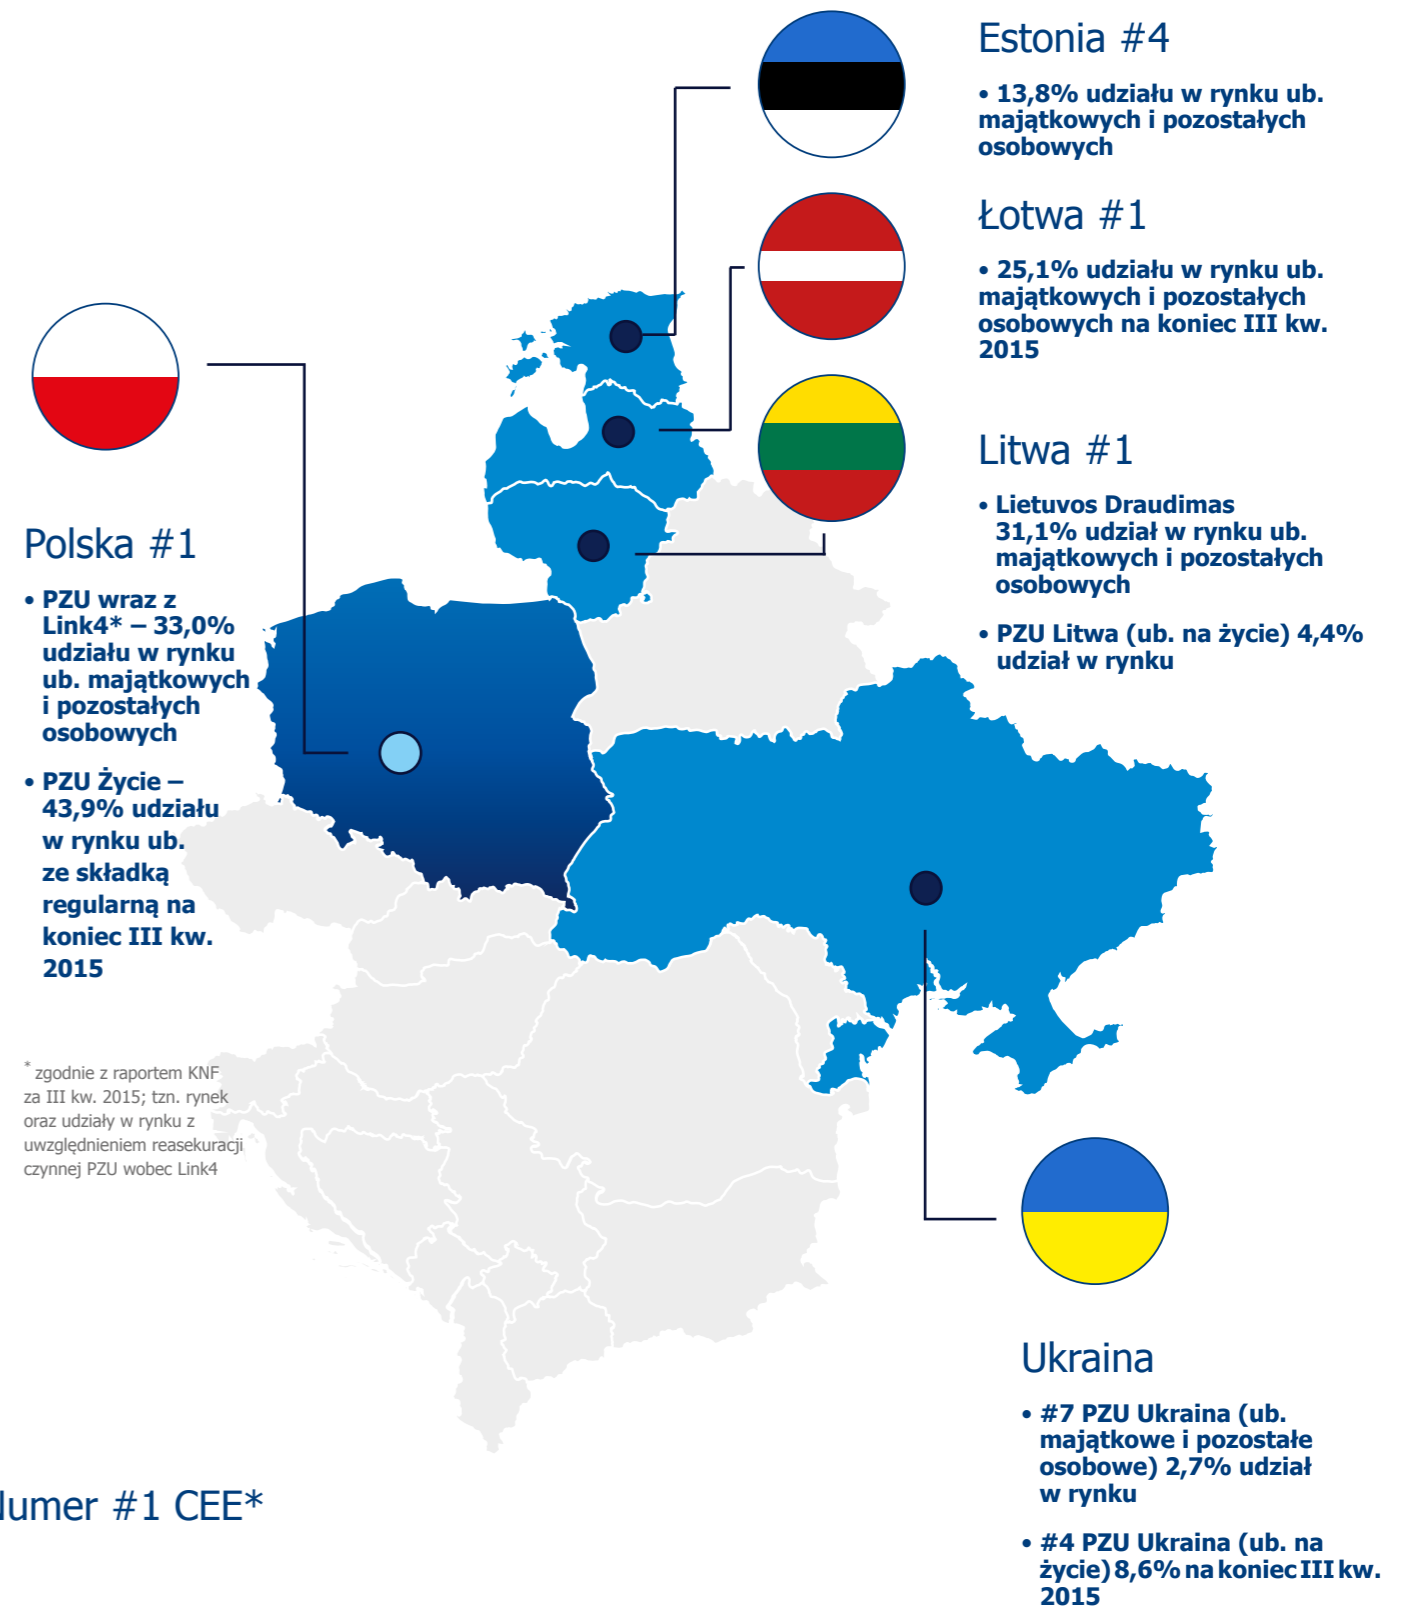 Estonia #4
• 13,8% udziału w rynku ub.
majątkowych i pozostałych
osobowych
Łotwa #1
• 25,1% udziału w rynku ub.
majątkowych i pozostałych
osobowych na koniec III kw.
2015
Litwa #1
• Lietuvos Draudimas
31,1% udział w rynku ub.
majątkowych i pozostałych
osobowych
• PZU Litwa (ub. na życie) 4,4%
udział w rynku
Polska #1
• PZU wraz z
Link4* – 33,0%
udziału w rynku
ub. majątkowych
i pozostałych
osobowych
• PZU Życie –
43,9% udziału
w rynku ub.
ze składką
regularną na
koniec III kw.
2015
* zgodnie z raportem KNF
za III kw. 2015; tzn. rynek
oraz udziały w rynku z
uwzględnieniem reasekuracji
czynnej PZU wobec Link4
Ukraina
• #7 PZU Ukraina (ub.
majątkowe i pozostałe
osobowe) 2,7% udział
w rynku
• #4 PZU Ukraina (ub. na
życie) 8,6% na koniec III kw.
2015
Numer #1 CEE*